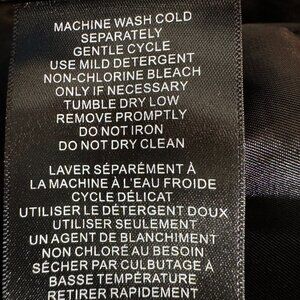 MACHINE WASH COLD
SEPARATELY
GENTLE CYCLE
USE MILD DETERGENT
NON-CHLORINE BLEACH
ONLY IF NECESSARY
TUMBLE DRY LOW
REMOVE PROMPTLY
DO NOT IRON
DO NOT DRY CLEAN
LAVER SÉPARÉMENT À
LA MACHINE À L'EAU FROIDE
CYCLE DÉLICAT
UTILISER LE DÉTERGENT DOUX
UTILISER SEULEMENT
UN AGENT DE BLANCHIMENT
NON CHLORÉ AU BESOIN
SÉCHER PAR CULBUTAGE À
BASSE TEMPÉRATURE
RETIRER RAPIDEMENT